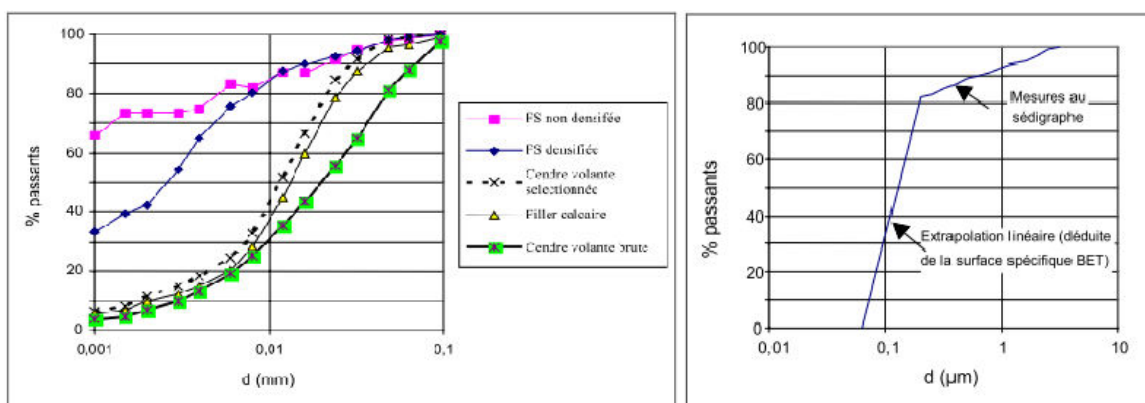 100
80
60
40
20
0
% passants
0,001
0,01
0,1
d (mm)
FS non densifée
FS densifiée
Cendre volante
selectionnée
Filler calcaire
Cendre volante brute
100%
80%
60%
40%
20%
0%
% passants
0,01
0,1
1
10
d (µm)
Mesures au
sédigraphe
Extrapolation linéaire (déduite
de la surface spécifique BET)